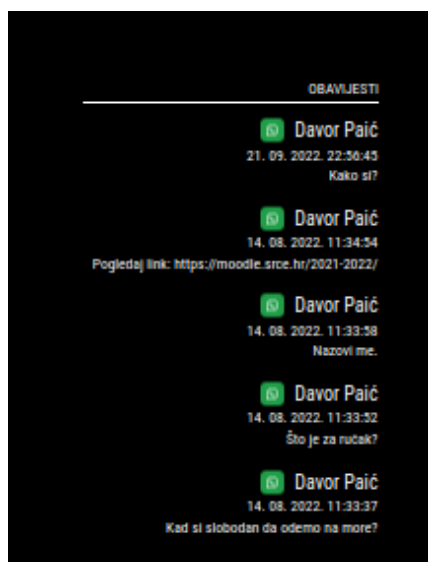 OBAVIJESTI
Davor Paić
21. 09. 2022. 22:56:45
Kako si?
Davor Paić
14. 08. 2022. 11:34:54
Pogledaj link: https://moodle.srce.hr/2021-2022/
Davor Paić
14. 08. 2022. 11:33:58
Nazovi me.
Davor Paić
14. 08. 2022. 11:33:52
Što je za ručak?
Davor Paić
14. 08. 2022. 11:33:37
Kad si slobodan da odemo na more?